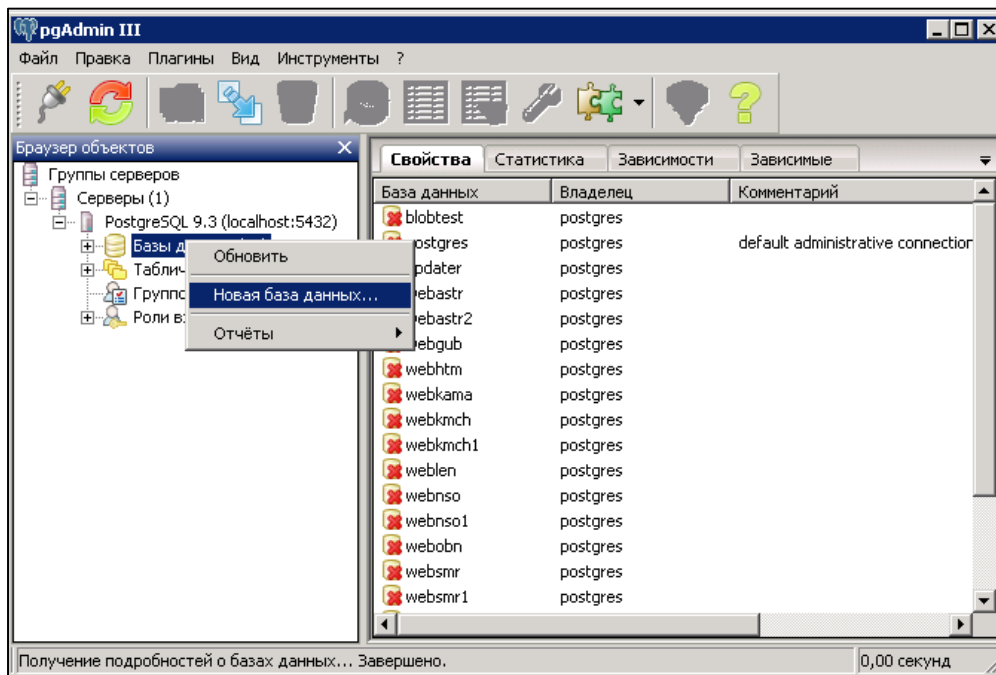 pgAdmin III
Файл Правка Плагины Вид Инструменты ?
Браузер объектов
Группы серверов
Серверы (1)
PostgreSQL 9.3 (localhost:5432)
Базы
Обновить
Новая база данных...
Отчёты
Свойства Статистика Зависимости Зависимые
База данных Владелец Комментарий
blobtest postgres
postgres postgres default administrative connection
postgres
postgres
postgres
postgres
webhtm postgres
webkama postgres
webkmch postgres
webkmch1 postgres
weblen postgres
webnso postgres
webnso1 postgres
webobn postgres
websmr postgres
websmr1 postgres
Получение подробностей о базах данных... Завершено.
0,00 секунд